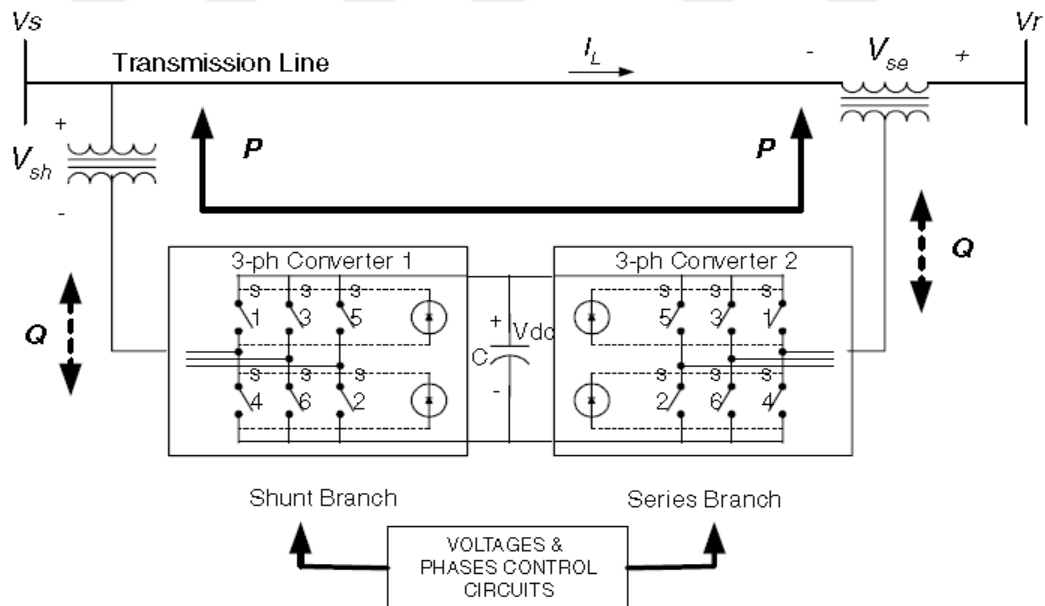 Vs
Vr
Transmission Line
I_L
- V_se +
+
V_sh
-
P
P
Q
Q
3-ph Converter 1
3-ph Converter 2
S S S
1 3 5
S S S
4 6 2
+
Vdc
C
-
S S S
5 3 1
S S S
2 6 4
Shunt Branch
Series Branch
VOLTAGES &
PHASES CONTROL
CIRCUITS